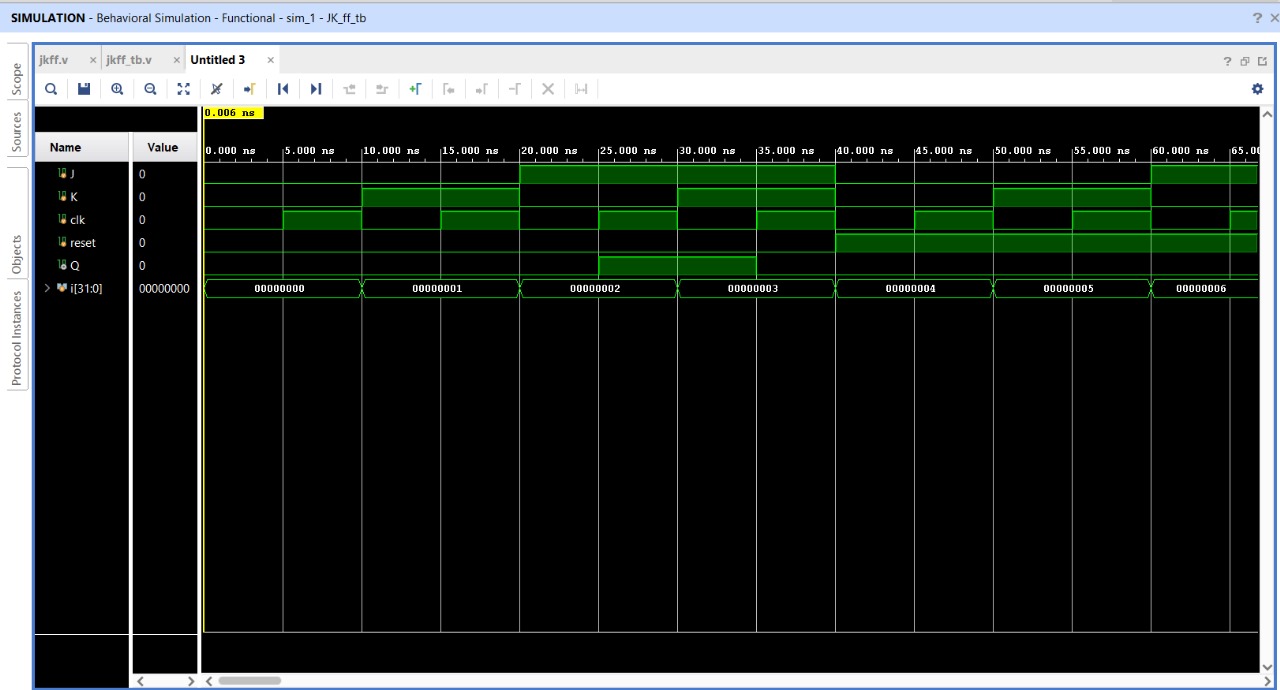 SIMULATION - Behavioral Simulation - Functional - sim_1 - JK_ff_tb
? ×
Scope
Sources
Objects
Protocol Instances
jkff.v ×
jkff_tb.v ×
Untitled 3 ×
?
0.006 ns
0.000 ns 5.000 ns 10.000 ns 15.000 ns 20.000 ns 25.000 ns 30.000 ns 35.000 ns 40.000 ns 45.000 ns 50.000 ns 55.000 ns 60.000 ns 65.00
Name Value
J 0
K 0
clk 0
reset 0
Q 0
i[31:0] 00000000 00000000 00000001 00000002 00000003 00000004 00000005 00000006